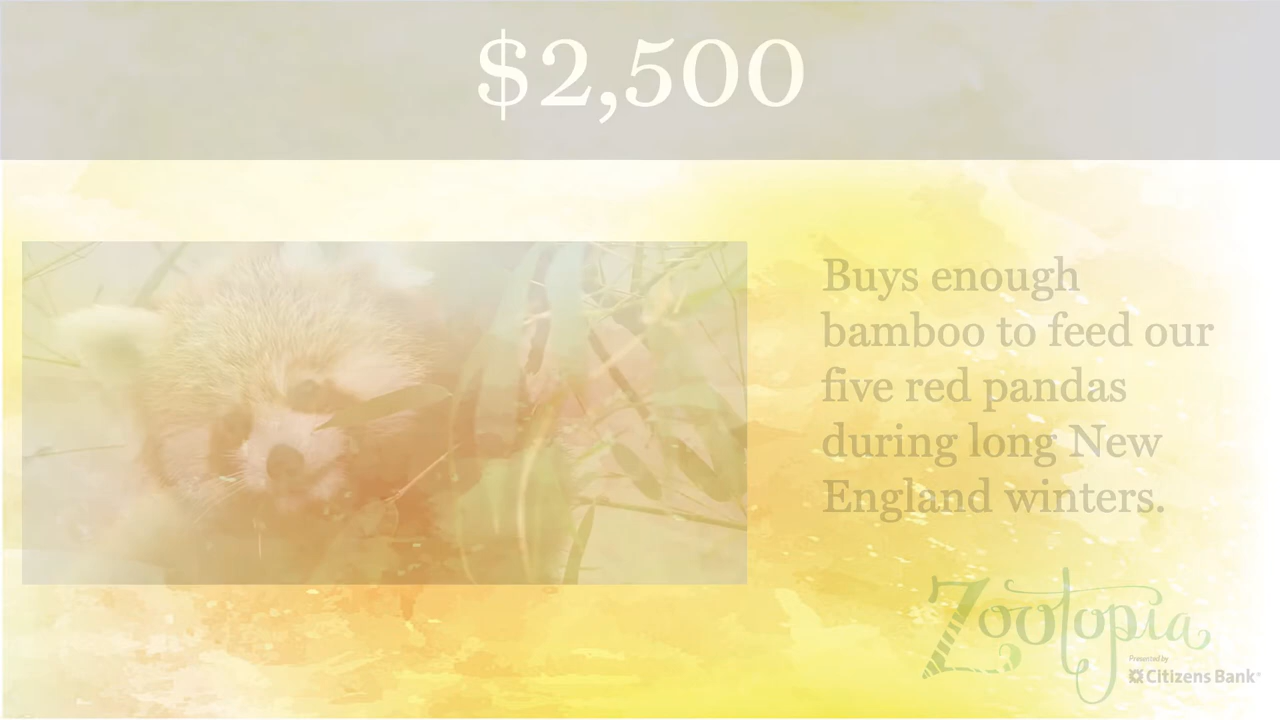 $2,500
Buys enough
bamboo to feed our
five red pandas
during long New
England winters.
Zootopia
Presented by
Citizens Bank®